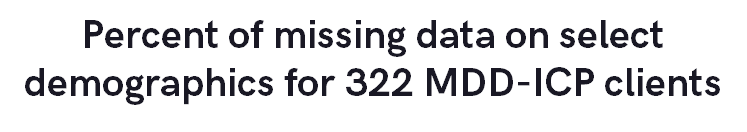 Percent of missing data on select
demographics for 322 MDD-ICP clients